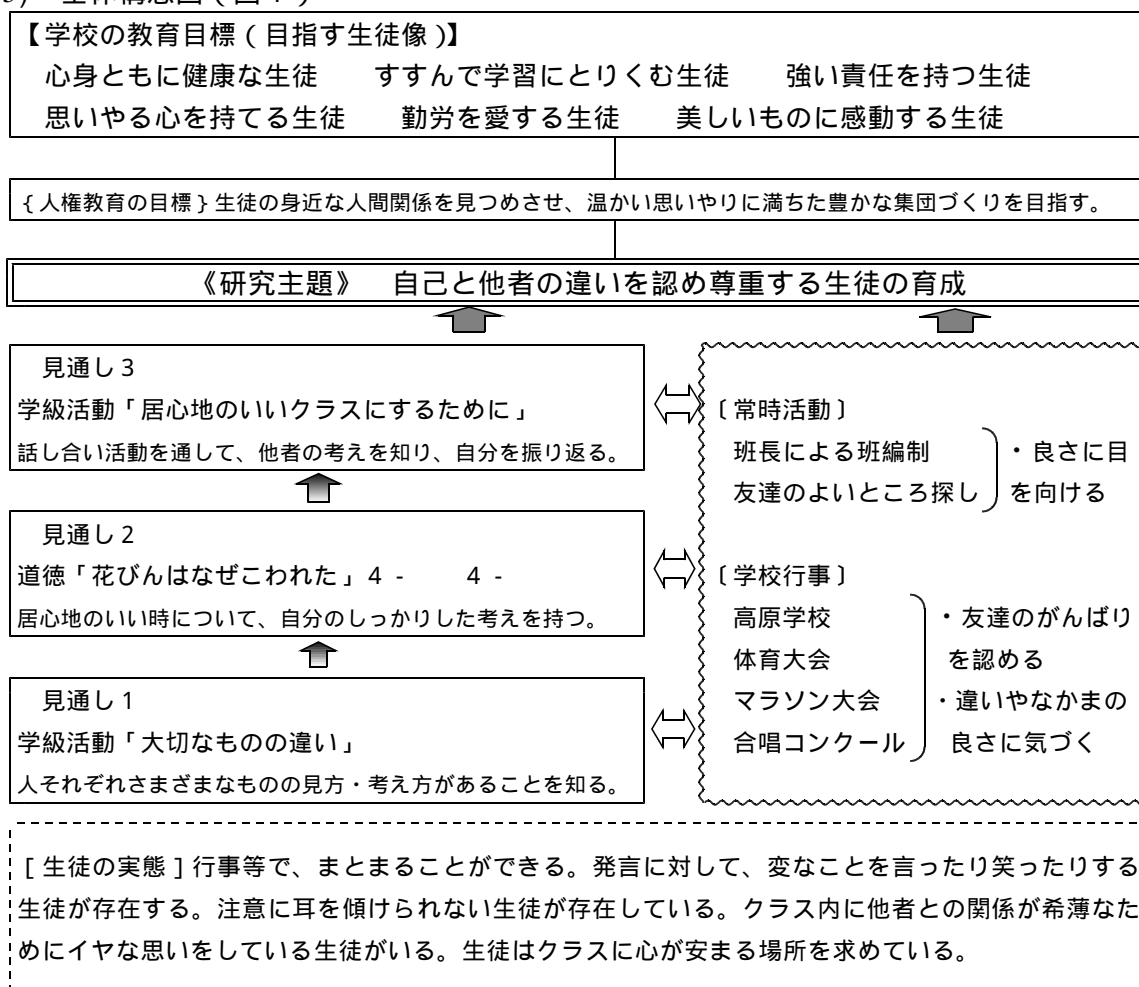 【学校の教育目標(目指す生徒像)】
心身ともに健康な生徒 すすんで学習にとりくむ生徒 強い責任を持つ生徒
思いやる心を持てる生徒 勤労を愛する生徒 美しいものに感動する生徒
{人権教育の目標}生徒の身近な人間関係を見つめさせ、温かい思いやりに満ちた豊かな集団づくりを目指す。
《研究主題》 自己と他者の違いを認め尊重する生徒の育成
見通し3
学級活動「居心地のいいクラスにするために」
話し合い活動を通して、他者の考えを知り、自分を振り返る。
見通し2
道徳「花びんはなぜこわれた」4- 4-
居心地のいい時について、自分のしっかりした考えを持つ。
見通し1
学級活動「大切なものの違い」
人それぞれさまざまなものの見方・考え方があることを知る。
〔常時活動〕
班長による班編制
友達のよいところ探し
・良さに目
を向ける
〔学校行事〕
高原学校
体育大会
マラソン大会
合唱コンクール
・友達のがんばり
を認める
・違いやなかまの
良さに気づく
[生徒の実態]行事等で、まとまることができる。発言に対して、変なことを言ったり笑ったりする
生徒が存在する。注意に耳を傾けられない生徒が存在している。クラス内に他者との関係が希薄なた
めにイヤな思いをしている生徒がいる。生徒はクラスに心が安まる場所を求めている。